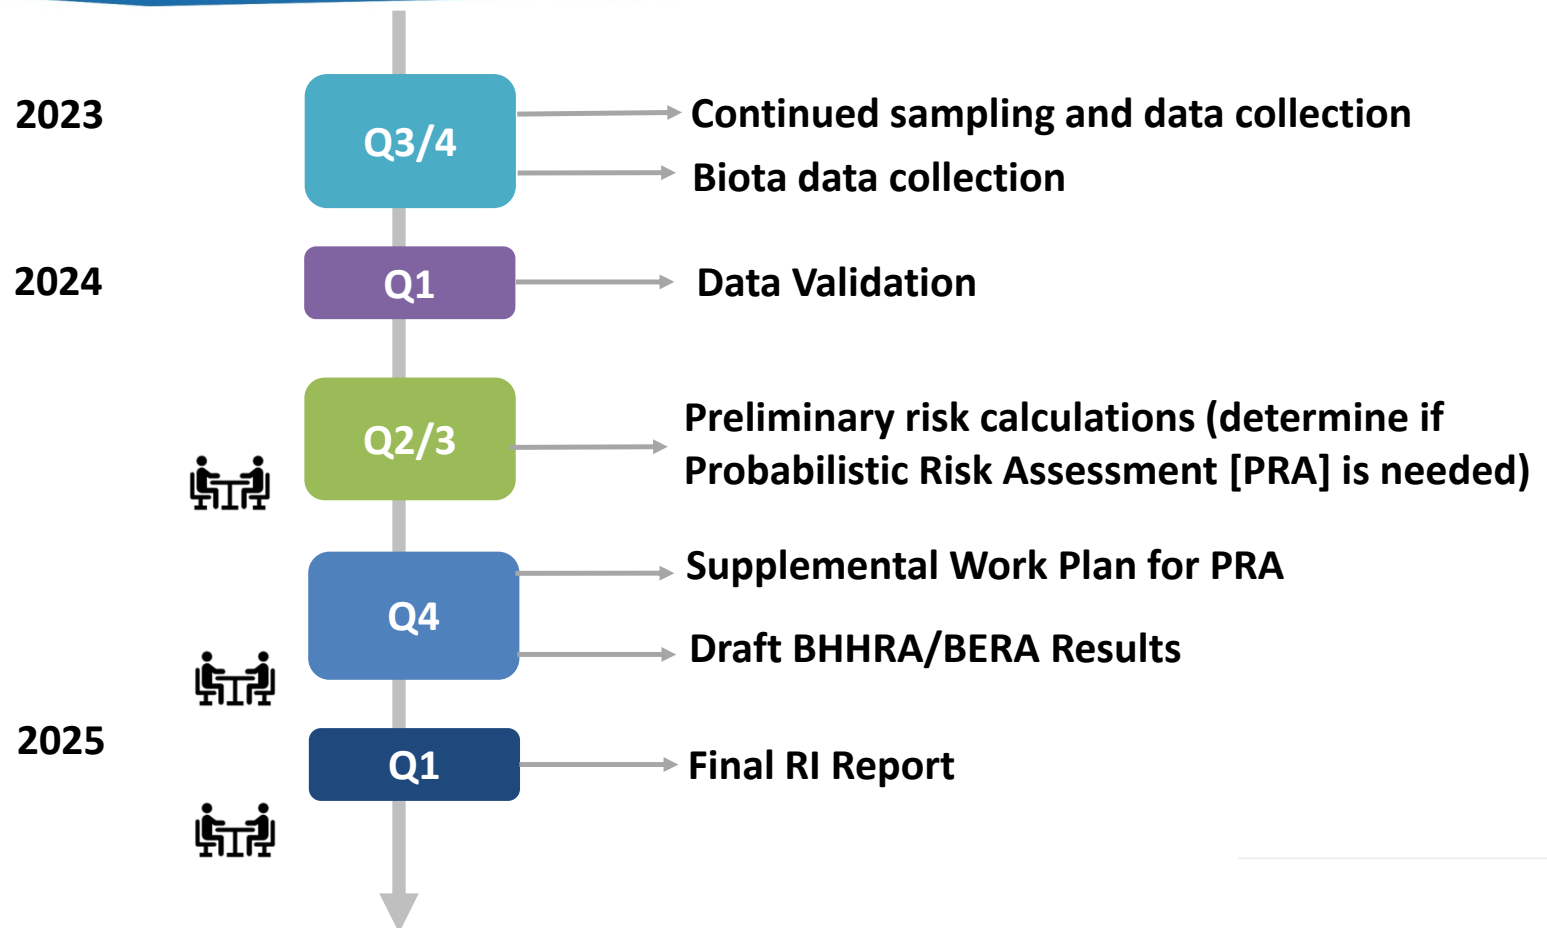 2023
Q3/4
Continued sampling and data collection
Biota data collection
2024
Q1
Data Validation
Q2/3
Preliminary risk calculations (determine if
Probabilistic Risk Assessment [PRA] is needed)
Q4
Supplemental Work Plan for PRA
Draft BHHRA/BERA Results
2025
Q1
Final RI Report